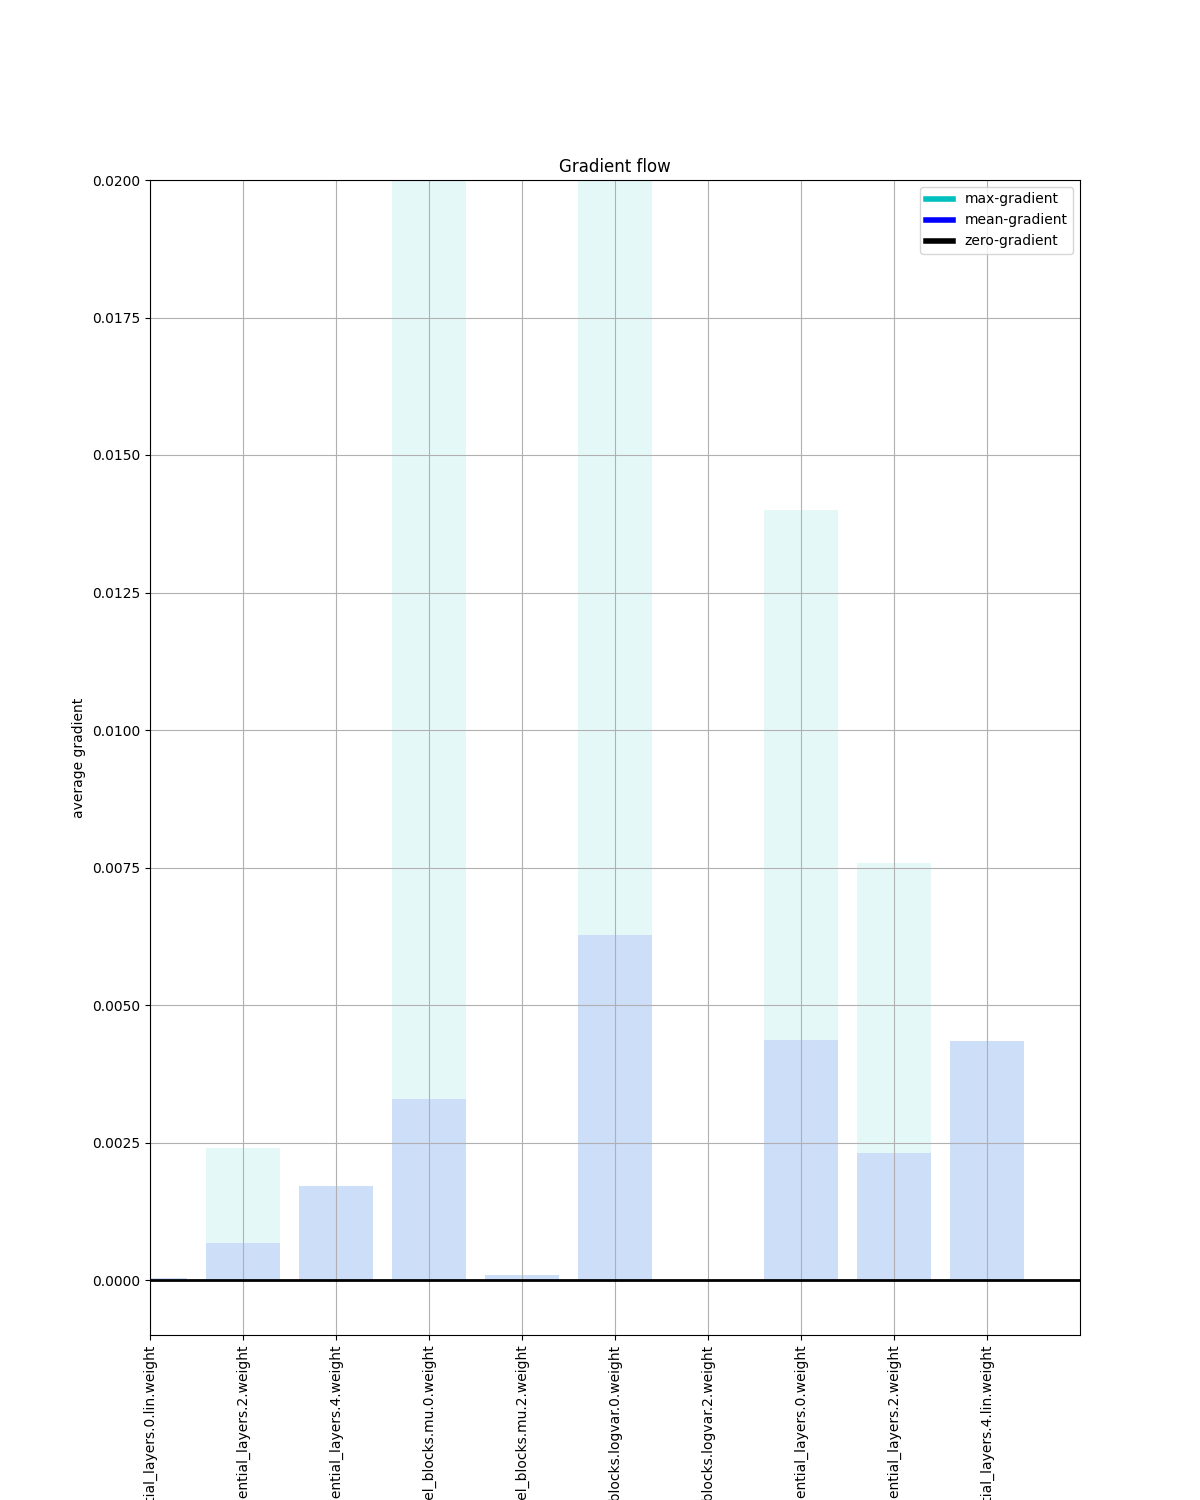 Gradient flow
max-gradient
mean-gradient
zero-gradient
0.0200
0.0175
0.0150
0.0125
0.0100
0.0075
0.0050
0.0025
0.0000
average gradient
tial_layers.0.lin.weight
ential_layers.2.weight
ential_layers.4.weight
el_blocks.mu.0.weight
el_blocks.mu.2.weight
blocks.logvar.0.weight
blocks.logvar.2.weight
ential_layers.0.weight
ential_layers.2.weight
tial_layers.4.lin.weight